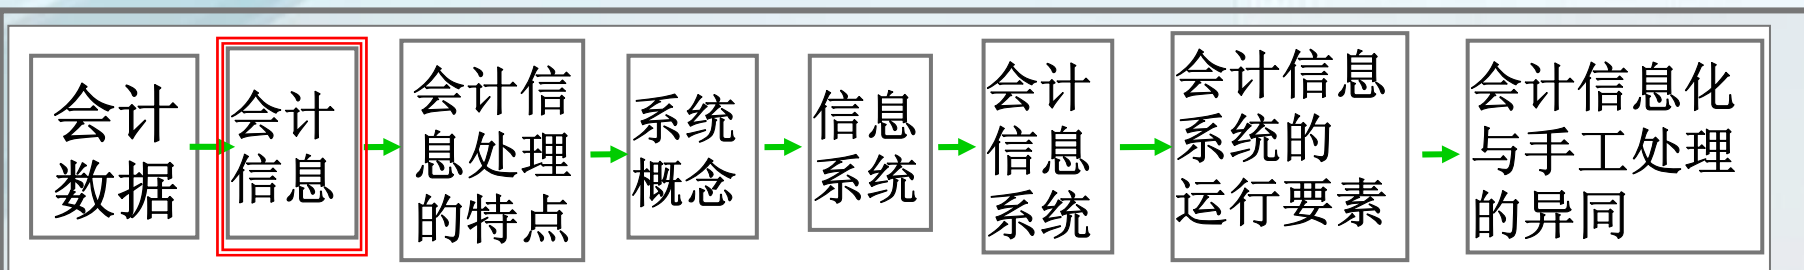 会计
数据
会计
信息
会计信
息处理
的特点
系统
概念
信息
系统
会计
信息
系统
会计信息
系统的
运行要素
会计信息化
与手工处理
的异同